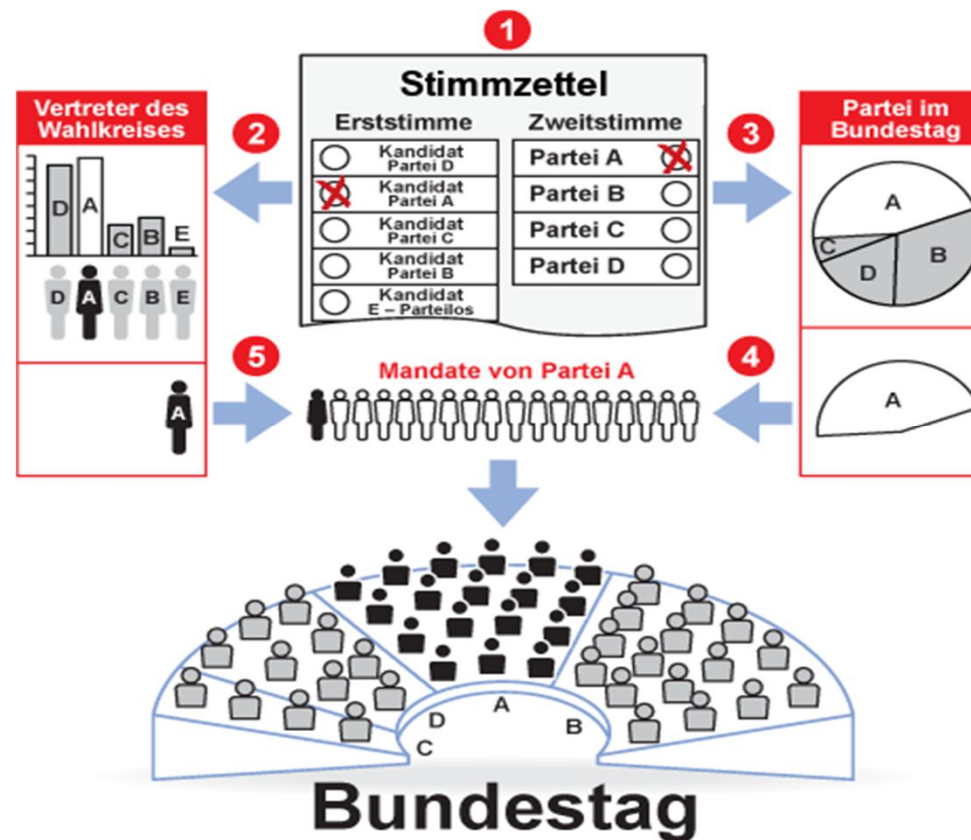 1
Stimmzettel
Erststimme
Kandidat
Partei D
Kandidat
Partei A
Kandidat
Partei C
Kandidat
Partei B
Kandidat
E – Parteilos
Zweitstimme
Partei A
Partei B
Partei C
Partei D
2
Vertreter des
Wahlkreises
D
A
C
B
E
D
A
C
B
E
3
Partei im
Bundestag
A
B
C
D
4
A
5
A
Mandate von Partei A
C
D
A
B
Bundestag